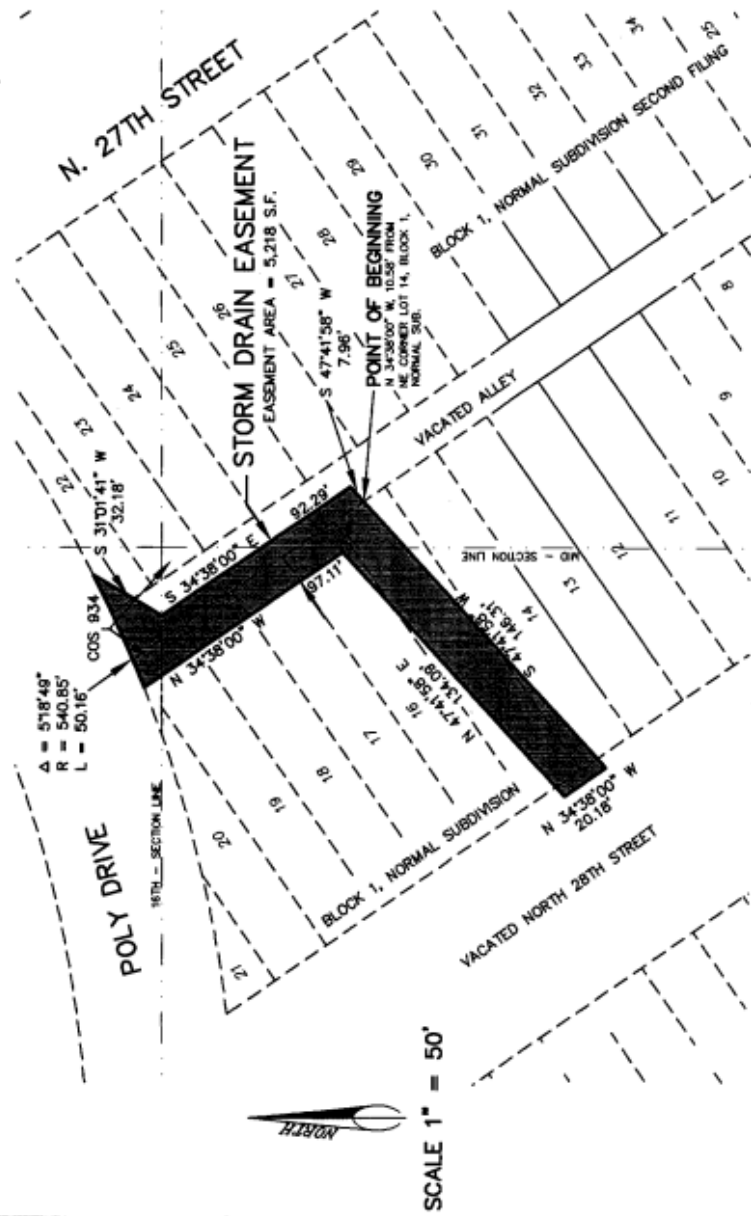 N. 27TH STREET
STORM DRAIN EASEMENT
EASEMENT AREA = 5,218 S.F.
S 47°41'58" W
7.96'
POINT OF BEGINNING
N 34°38'00" W, 10.58' FROM
NE CORNER LOT 14, BLOCK 1,
NORMAL SUB.
BLOCK 1, NORMAL SUBDIVISION SECOND FILING
22
23
24
25
26
27
28
29
30
31
32
33
34
25
VACATED ALLEY
S 31°01'41" W
32.18'
COS 934
Δ = 5°18'49"
R = 540.85'
L = 50.16'
POLY DRIVE
16TH - SECTION LINE
MID - SECTION LINE
S 34°38'00" E
92.29'
N 34°38'00" W
97.11'
N 47°41'58" E
134.09'
S 47°41'58" W
146.31'
N 34°38'00" W
20.18'
8
9
10
11
12
13
14
16
17
18
19
20
21
BLOCK 1, NORMAL SUBDIVISION
VACATED NORTH 28TH STREET
NORTH
SCALE 1" = 50'